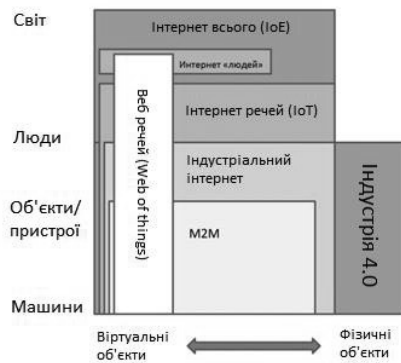 Світ
Інтернет всього (IoE)
Интернет «людей»
Веб речей (Web of things)
Інтернет речей (IoT)
Люди
Індустріальний
інтернет
Індустрія 4.0
Об'єкти/
пристрої
M2M
Машини
Віртуальні
об'єкти
Фізичні
об'єкти